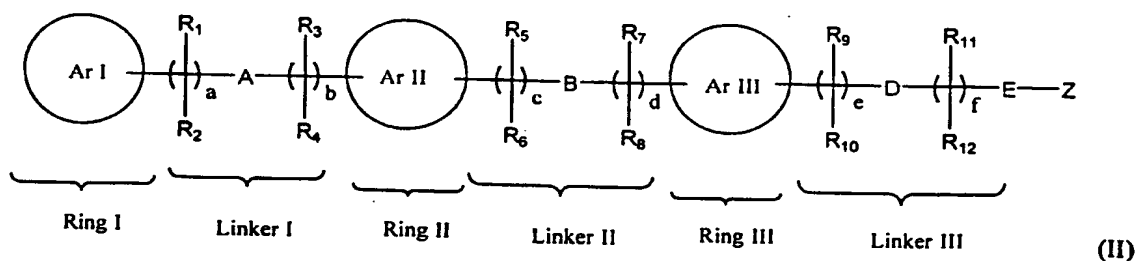 R₁ R₃ R₅ R₇ R₉ R₁₁
Ar I ( )a A ( )b Ar II ( )c B ( )d Ar III ( )e D ( )f E Z
R₂ R₄ R₆ R₈ R₁₀ R₁₂
Ring I Linker I Ring II Linker II Ring III Linker III
(II)